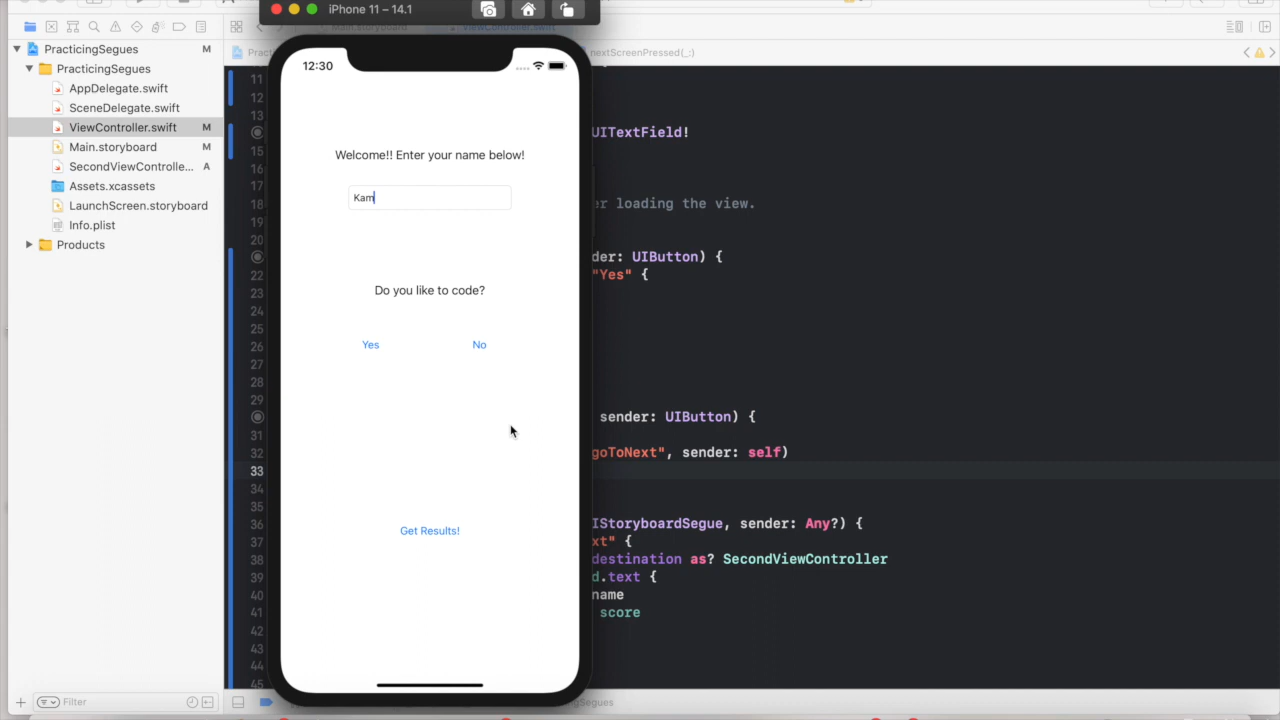 iPhone 11 – 14.1
Main.storyboard
ViewController.swift
PracticingSegues M
nextScreenPressed(_:)
PracticingSegues
AppDelegate.swift
SceneDelegate.swift
ViewController.swift M
Main.storyboard M
SecondViewControlle... A
Assets.xcassets
LaunchScreen.storyboard
Info.plist
Products
12:30
Welcome!! Enter your name below!
Kam
Do you like to code?
Yes No
Get Results!
11
12
13
UITextField!
15
16
17
18 er loading the view.
19
20
der: UIButton) {
22 "Yes" {
23
24
25
26
27
28
29
sender: UIButton) {
31
32 goToNext", sender: self)
33
34
35
36 IStoryboardSegue, sender: Any?) {
37 xt" {
38 destination as? SecondViewController
39 d.text {
40 name
41 score
42
43
44
45
Filter